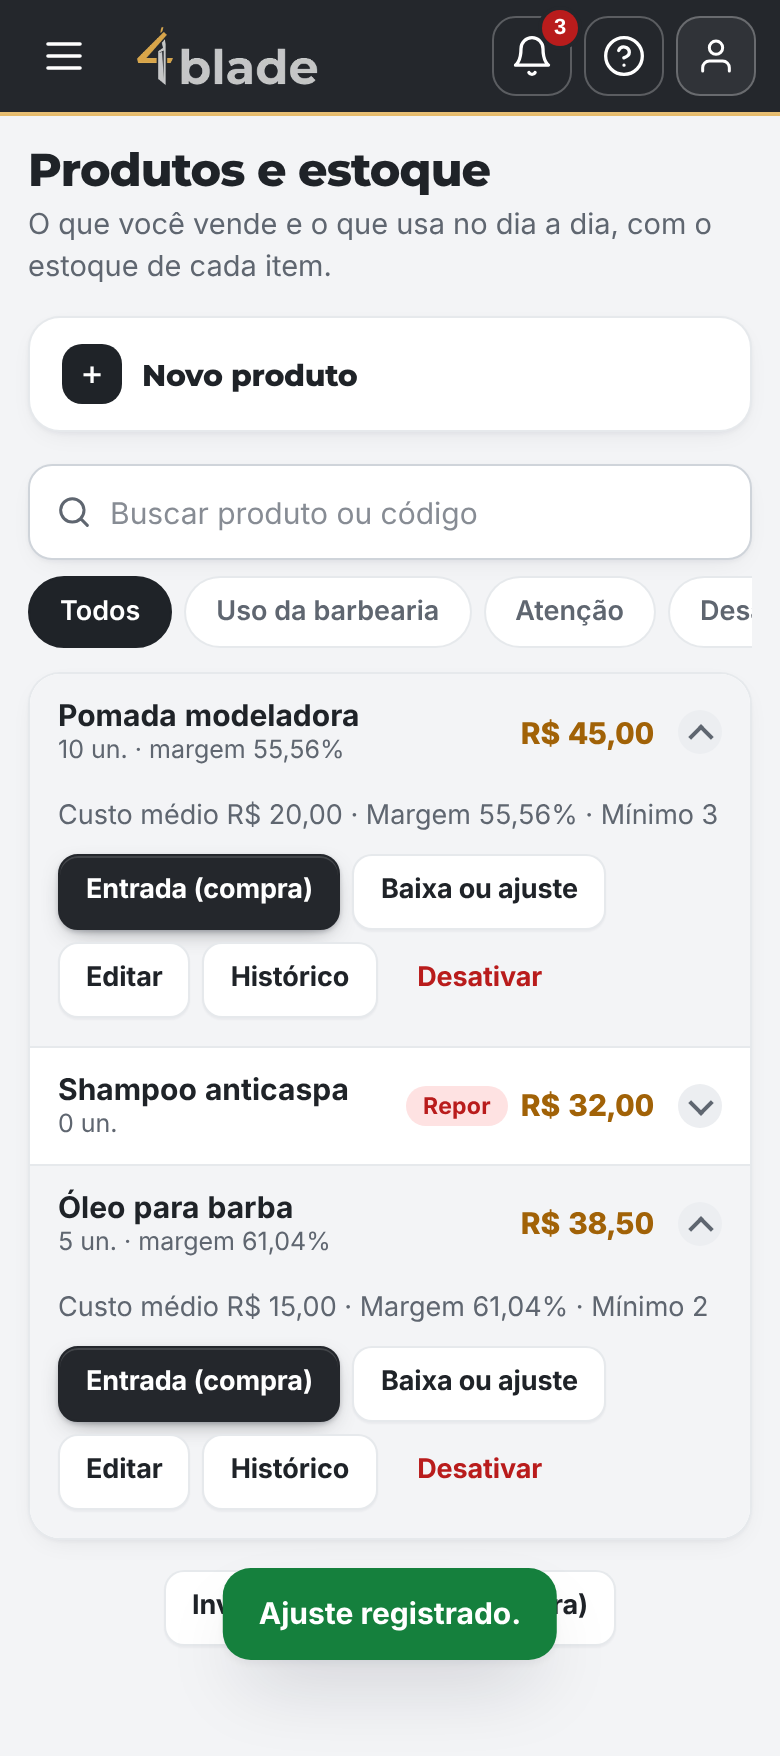 4blade
3
Produtos e estoque
O que você vende e o que usa no dia a dia, com o
estoque de cada item.
+ Novo produto
Buscar produto ou código
Todos Uso da barbearia Atenção
Pomada modeladora
10 un. · margem 55,56%
R$ 45,00
Custo médio R$ 20,00 · Margem 55,56% · Mínimo 3
Entrada (compra) Baixa ou ajuste
Editar Histórico Desativar
Shampoo anticaspa
0 un.
Repor R$ 32,00
Óleo para barba
5 un. · margem 61,04%
R$ 38,50
Custo médio R$ 15,00 · Margem 61,04% · Mínimo 2
Entrada (compra) Baixa ou ajuste
Editar Histórico Desativar
Ajuste registrado.